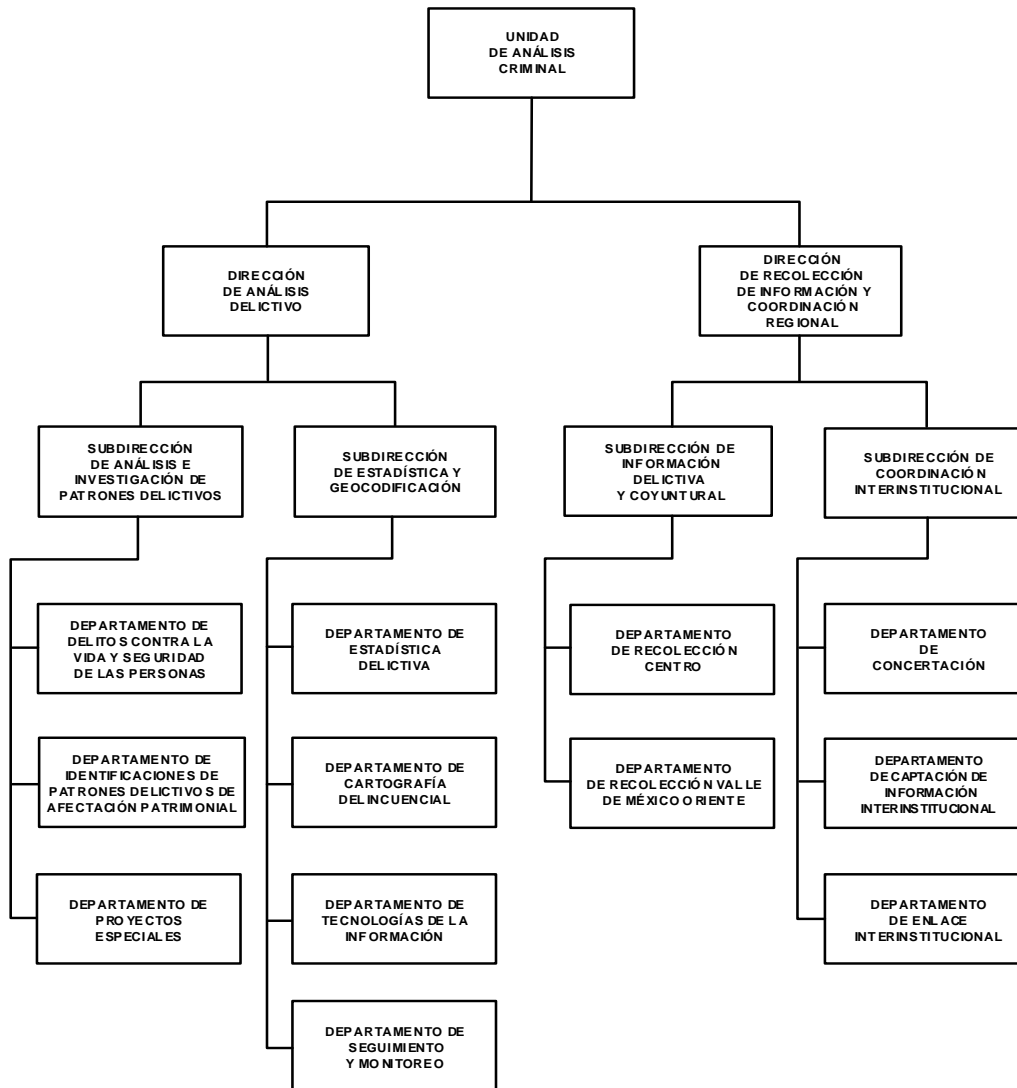 UNIDAD
DE ANÁLISIS
CRIMINAL
DIRECCIÓN
DE ANÁLISIS
DELICTIVO
DIRECCIÓN
DE RECOLECCIÓN
DE INFORMACIÓN Y
COORDINACIÓN
REGIONAL
SUBDIRECCIÓN
DE ANÁLISIS E
INVESTIGACIÓN DE
PATRONES DELICTIVOS
SUBDIRECCIÓN
DE ESTADÍSTICA Y
GEOCODIFICACIÓN
SUBDIRECCIÓN DE
INFORMACIÓN
DELICTIVA
Y COYUNTURAL
SUBDIRECCIÓN DE
COORDINACIÓN
INTERINSTITUCIONAL
DEPARTAMENTO DE
DELITOS CONTRA LA
VIDA Y SEGURIDAD
DE LAS PERSONAS
DEPARTAMENTO DE
ESTADÍSTICA
DELICTIVA
DEPARTAMENTO
DE RECOLECCIÓN
CENTRO
DEPARTAMENTO
DE
CONCERTACIÓN
DEPARTAMENTO DE
IDENTIFICACIONES DE
PATRONES DELICTIVOS DE
AFECTACIÓN PATRIMONIAL
DEPARTAMENTO DE
CARTOGRAFÍA
DELINCUENCIAL
DEPARTAMENTO
DE RECOLECCIÓN VALLE
DE MÉXICO ORIENTE
DEPARTAMENTO
DE CAPTACIÓN DE
INFORMACIÓN
INTERINSTITUCIONAL
DEPARTAMENTO DE
PROYECTOS
ESPECIALES
DEPARTAMENTO DE
TECNOLOGÍAS DE LA
INFORMACIÓN
DEPARTAMENTO
DE ENLACE
INTERINSTITUCIONAL
DEPARTAMENTO DE
SEGUIMIENTO
Y MONITOREO